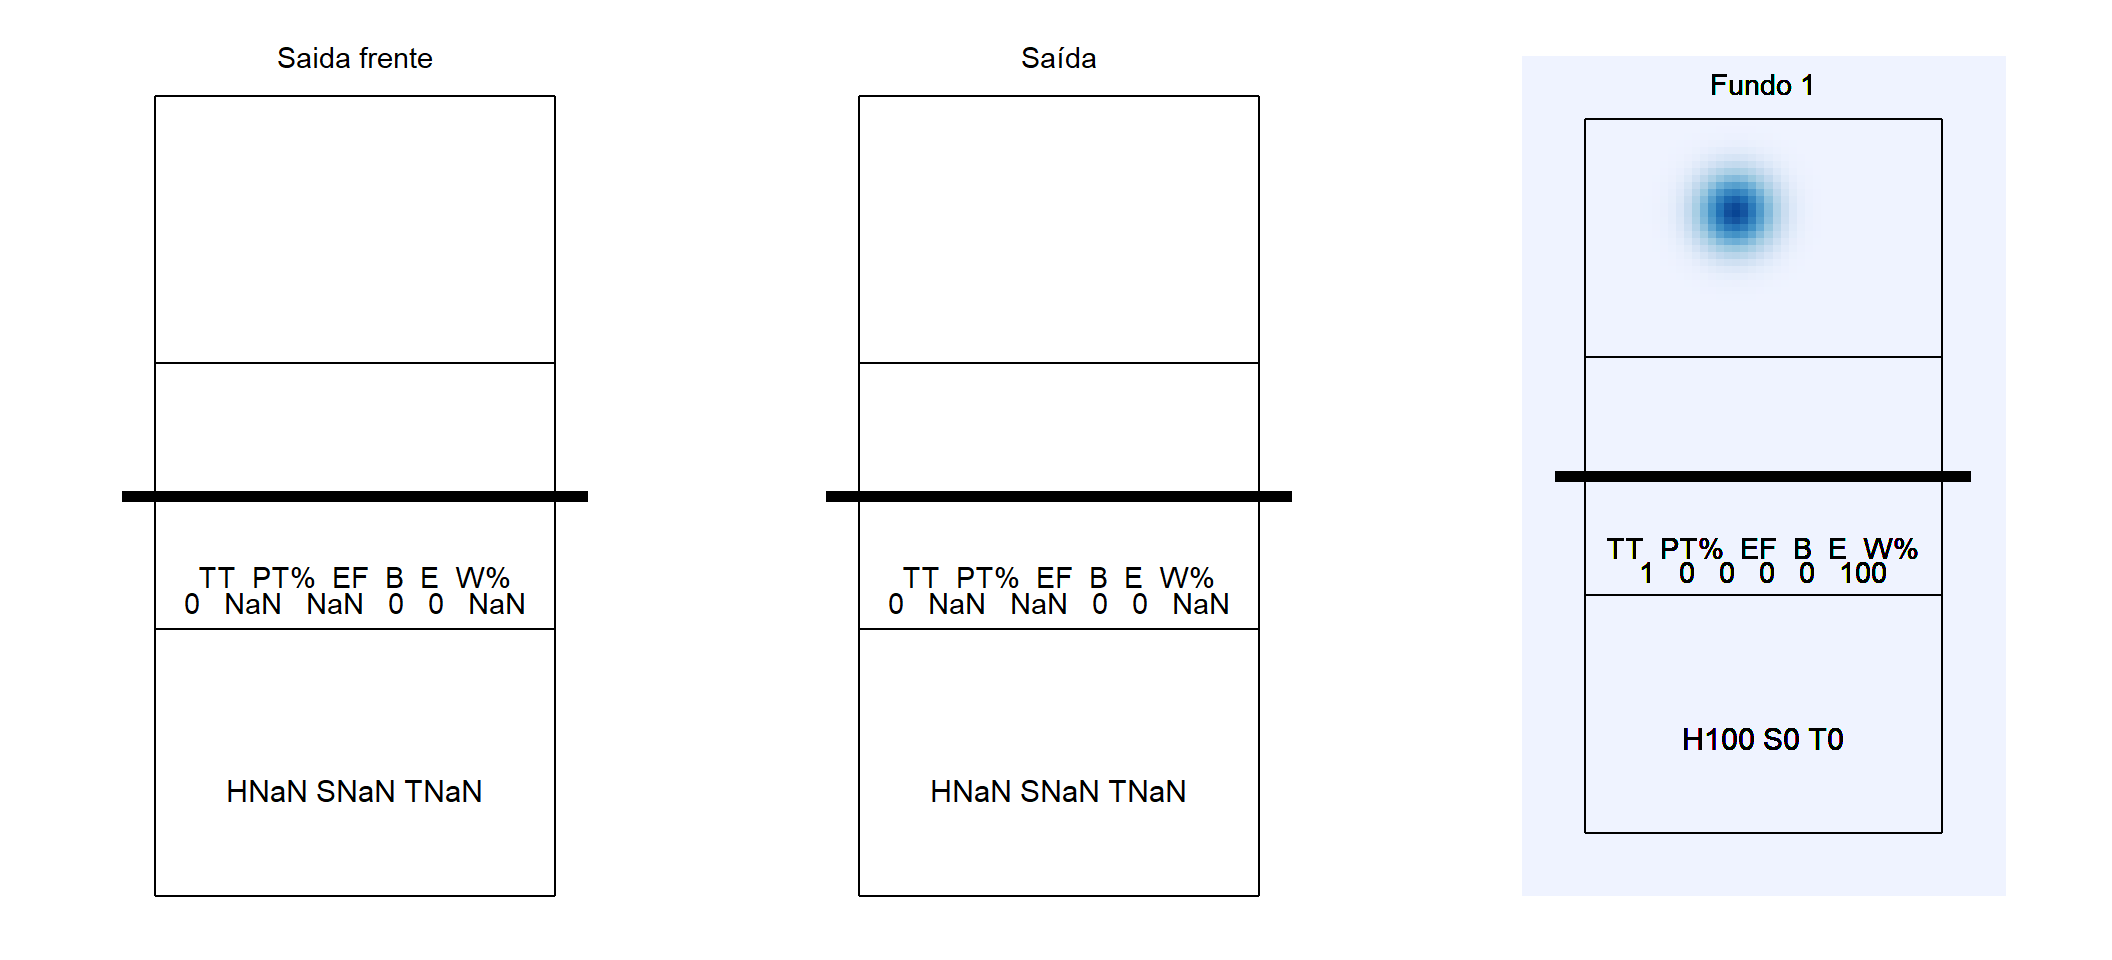 Saida frente
TT PT% EF B E W%
0 NaN NaN 0 0 NaN
HNaN SNaN TNaN
Saída
TT PT% EF B E W%
0 NaN NaN 0 0 NaN
HNaN SNaN TNaN
Fundo 1
TT PT% EF B E W%
1 0 0 0 0 100
H100 S0 T0